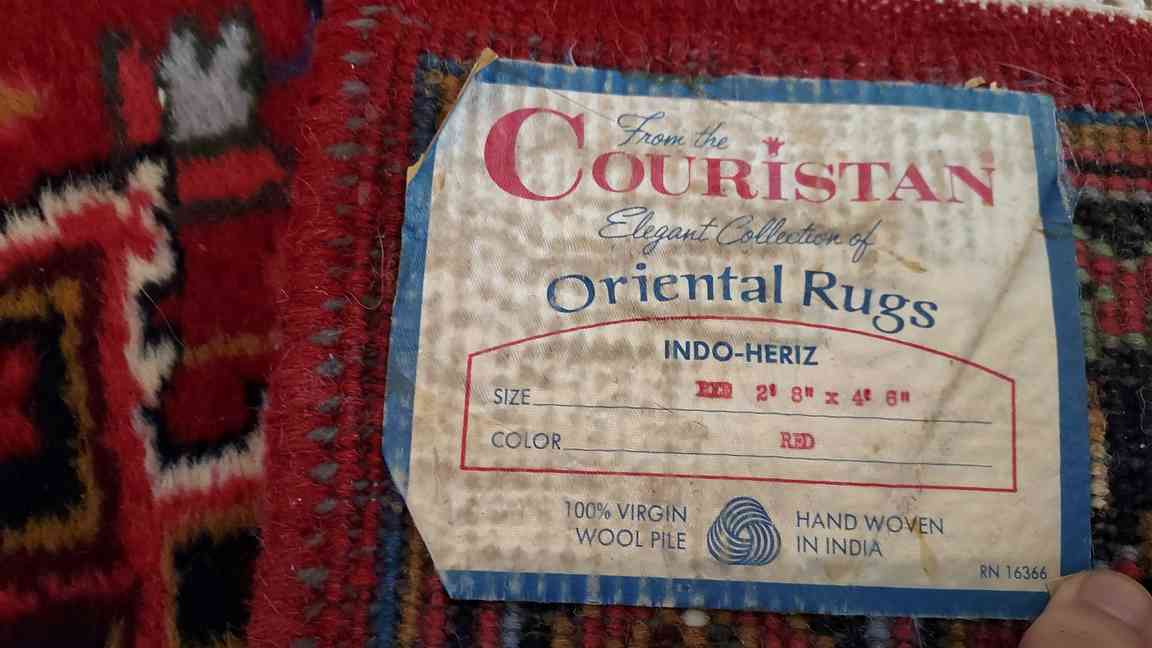 From the
COURISTAN
Elegant Collection of
Oriental Rugs
INDO-HERIZ
SIZE 2' 8" x 4' 6"
COLOR RED
100% VIRGIN
WOOL PILE
HAND WOVEN
IN INDIA
RN 16366